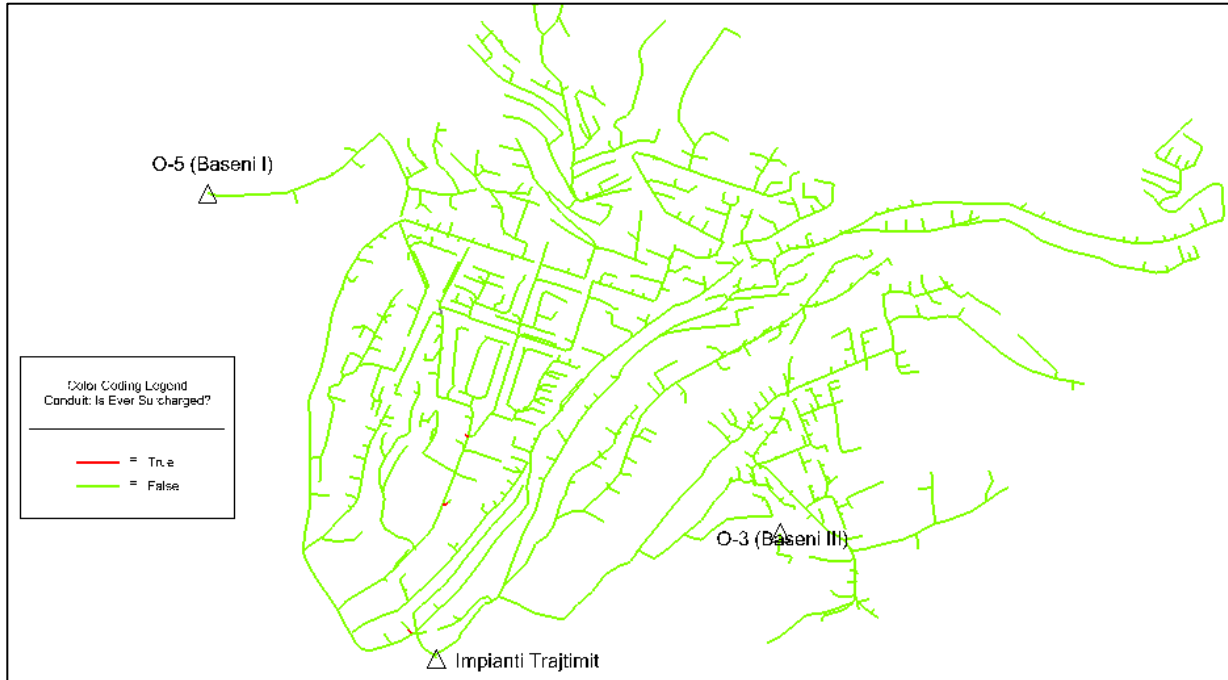 O-5 (Baseni I)
Color Coding Legend
Conduit: Is Ever Surcharged?
= True
= False
O-3 (Baseni III)
Impianti Trajtimit